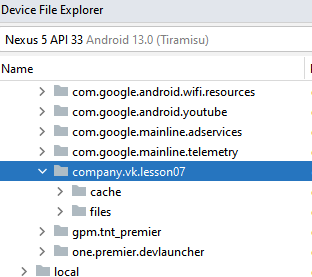 Device File Explorer
Nexus 5 API 33 Android 13.0 (Tiramisu)
Name
com.google.android.wifi.resources
com.google.android.youtube
com.google.mainline.adservices
com.google.mainline.telemetry
company.vk.lesson07
cache
files
gpm.tnt_premier
one.premier.devlauncher
local